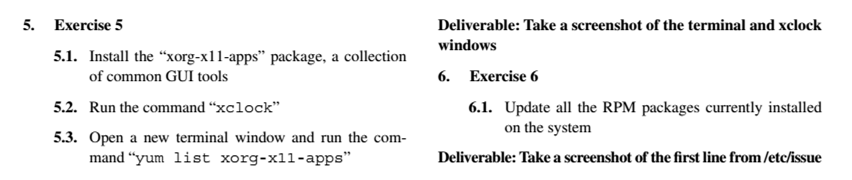 5. Exercise 5
5.1. Install the “xorg-x11-apps” package, a collection
of common GUI tools
5.2. Run the command “xclock”
5.3. Open a new terminal window and run the com-
mand “yum list xorg-x11-apps”
Deliverable: Take a screenshot of the terminal and xclock
windows
6. Exercise 6
6.1. Update all the RPM packages currently installed
on the system
Deliverable: Take a screenshot of the first line from /etc/issue